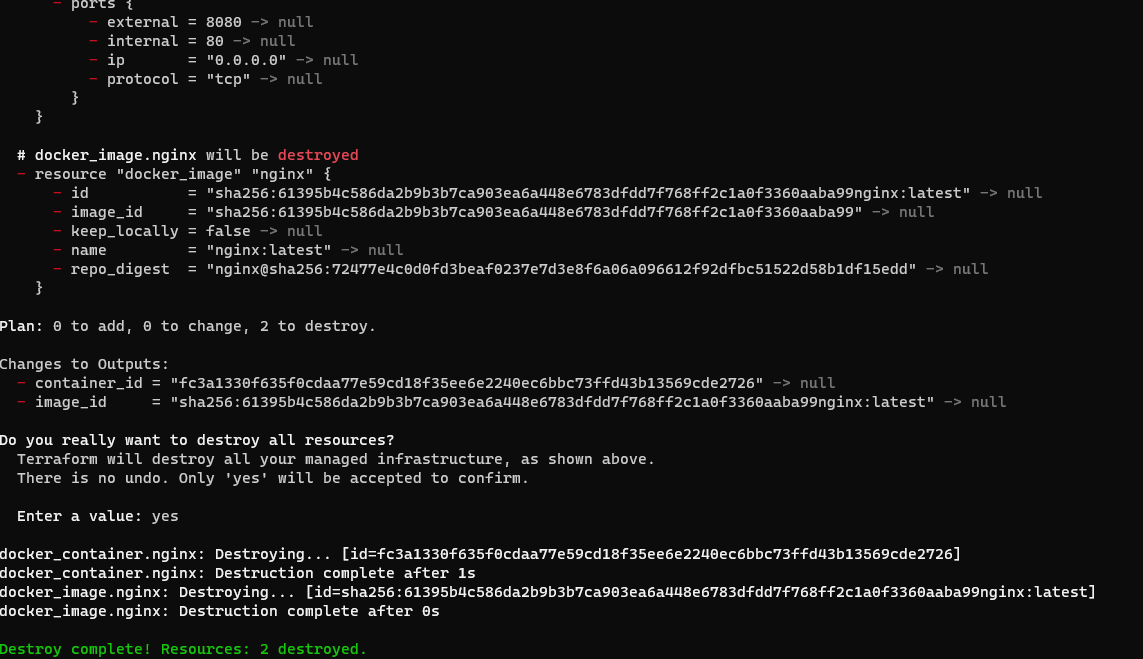 - ports {
- external = 8080 -> null
- internal = 80 -> null
- ip       = "0.0.0.0" -> null
- protocol = "tcp" -> null
}
}
# docker_image.nginx will be destroyed
- resource "docker_image" "nginx" {
- id           = "sha256:61395b4c586da2b9b3b7ca903ea6a448e6783dfdd7f768ff2c1a0f3360aaba99nginx:latest" -> null
- image_id     = "sha256:61395b4c586da2b9b3b7ca903ea6a448e6783dfdd7f768ff2c1a0f3360aaba99" -> null
- keep_locally = false -> null
- name         = "nginx:latest" -> null
- repo_digest  = "nginx@sha256:72477e4c0d0fd3beaf0237e7d3e8f6a06a096612f92dfbc51522d58b1df15edd" -> null
}
Plan: 0 to add, 0 to change, 2 to destroy.
Changes to Outputs:
- container_id = "fc3a1330f635f0cdaa77e59cd18f35ee6e2240ec6bbc73ffd43b13569cde2726" -> null
- image_id     = "sha256:61395b4c586da2b9b3b7ca903ea6a448e6783dfdd7f768ff2c1a0f3360aaba99nginx:latest" -> null
Do you really want to destroy all resources?
Terraform will destroy all your managed infrastructure, as shown above.
There is no undo. Only 'yes' will be accepted to confirm.
Enter a value: yes
docker_container.nginx: Destroying... [id=fc3a1330f635f0cdaa77e59cd18f35ee6e2240ec6bbc73ffd43b13569cde2726]
docker_container.nginx: Destruction complete after 1s
docker_image.nginx: Destroying... [id=sha256:61395b4c586da2b9b3b7ca903ea6a448e6783dfdd7f768ff2c1a0f3360aaba99nginx:latest]
docker_image.nginx: Destruction complete after 0s
Destroy complete! Resources: 2 destroyed.